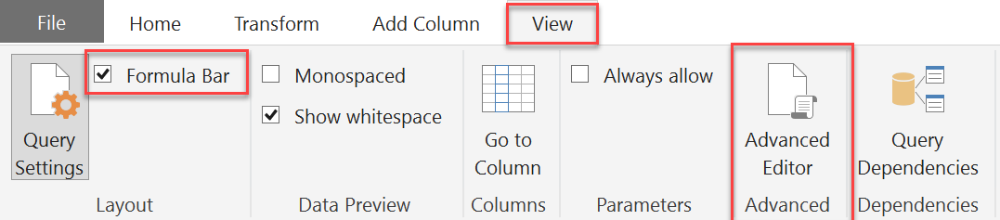 File Home Transform Add Column View
Formula Bar Monospaced Always allow
Show whitespace
Query Go to Advanced Query
Settings Column Editor Dependencies
Layout Data Preview Columns Parameters Advanced Dependencies